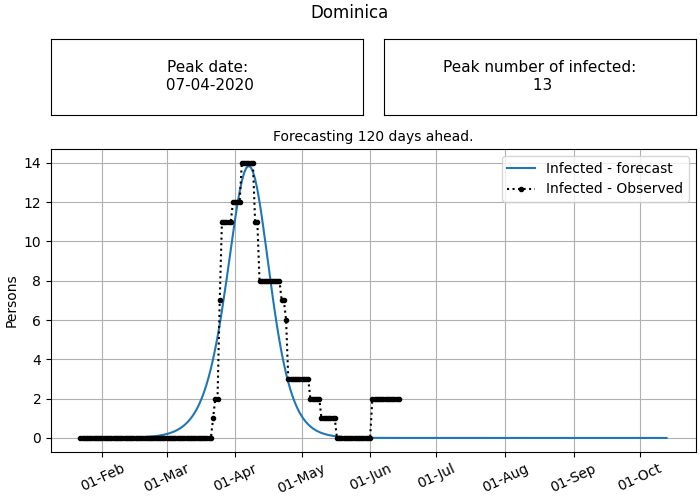 Dominica
Peak date:
07-04-2020
Peak number of infected:
13
Forecasting 120 days ahead.
Infected - forecast
Infected - Observed
Persons
14
12
10
8
6
4
2
0
01-Feb
01-Mar
01-Apr
01-May
01-Jun
01-Jul
01-Aug
01-Sep
01-Oct